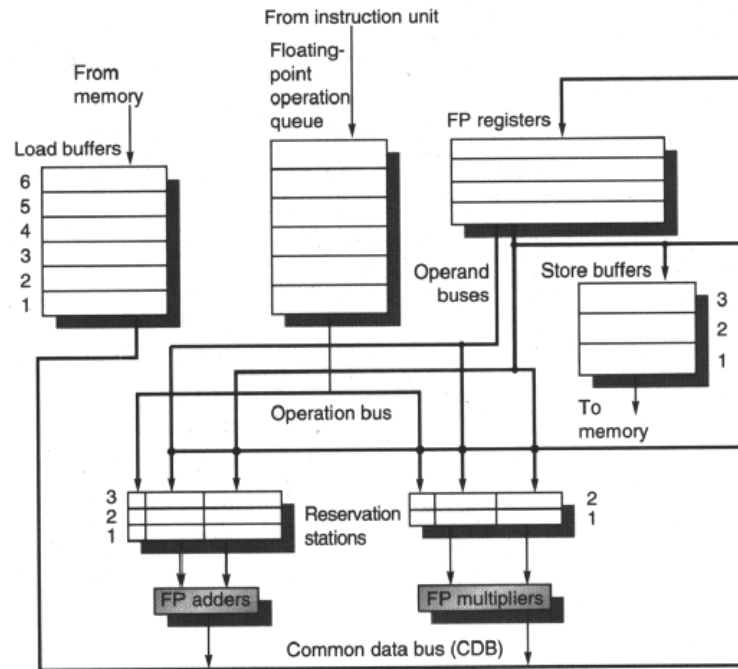 From instruction unit
Floating-
point
operation
queue
From
memory
Load buffers
6
5
4
3
2
1
FP registers
Operand
buses
Store buffers
3
2
1
To
memory
Operation bus
3
2
1
Reservation
stations
2
1
FP adders
FP multipliers
Common data bus (CDB)